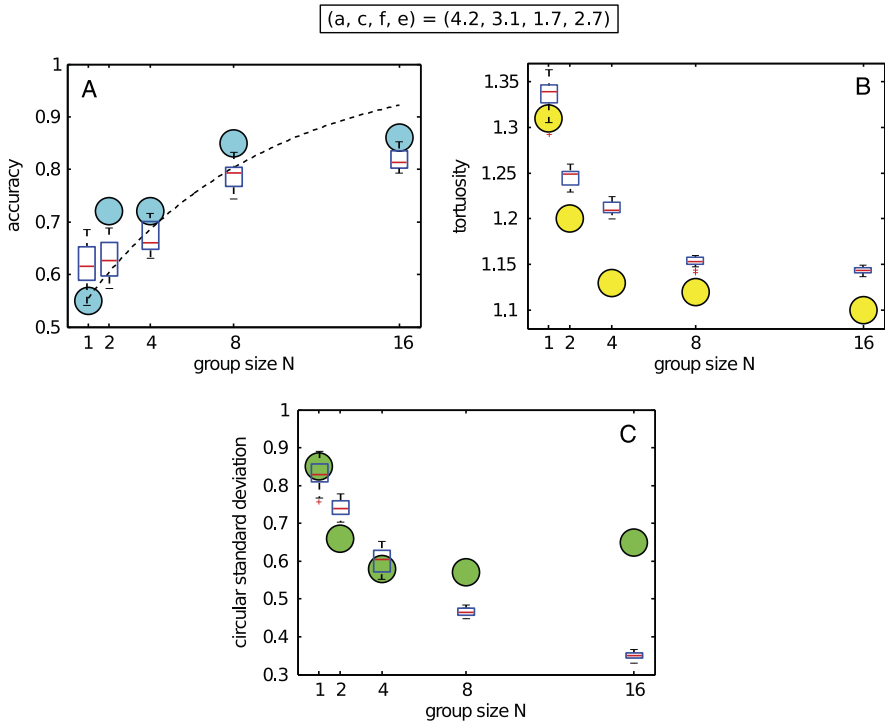 (a, c, f, e) = (4.2, 3.1, 1.7, 2.7)
A
accuracy
1
0.9
0.8
0.7
0.6
0.5
1 2 4 8 16
group size N
B
tortuosity
1.35
1.3
1.25
1.2
1.15
1.1
1 2 4 8 16
group size N
C
circular standard deviation
1
0.9
0.8
0.7
0.6
0.5
0.4
0.3
1 2 4 8 16
group size N